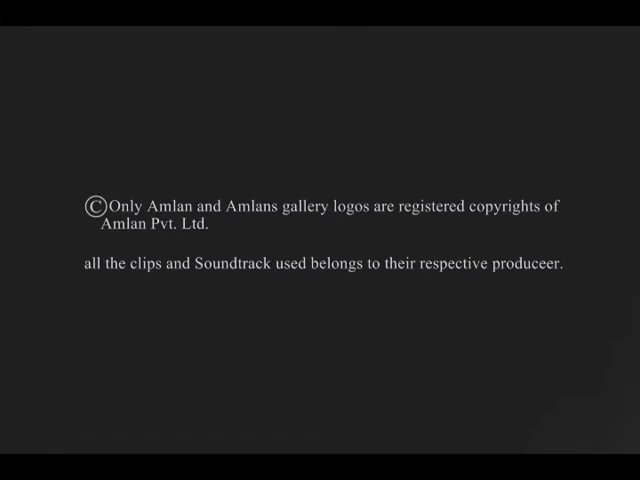 ©Only Amlan and Amlans gallery logos are registered copyrights of
Amlan Pvt. Ltd.
all the clips and Soundtrack used belongs to their respective produceer.